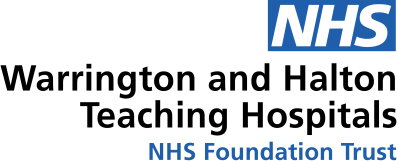 NHS
Warrington and Halton
Teaching Hospitals
NHS Foundation Trust